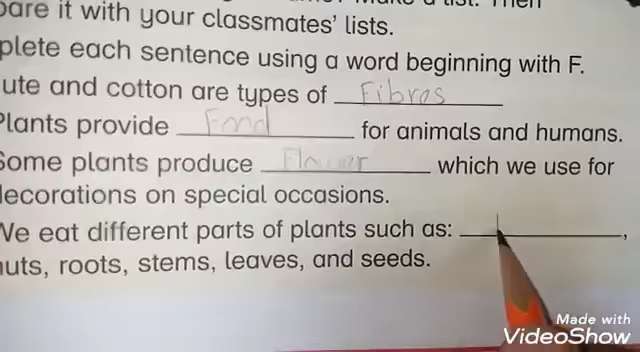 pare it with your classmates' lists.
plete each sentence using a word beginning with F.
ute and cotton are types of Fibres
Plants provide Food for animals and humans.
Some plants produce Flower which we use for
decorations on special occasions.
We eat different parts of plants such as: ,
nuts, roots, stems, leaves, and seeds.
Made with
VideoShow